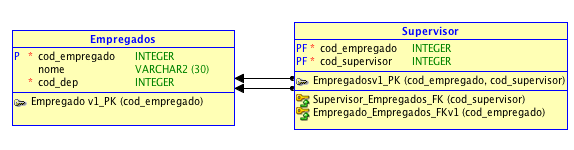 Empregados
P * cod_empregado INTEGER
nome VARCHAR2 (30)
* cod_dep INTEGER
Empregado v1_PK (cod_empregado)
Supervisor
PF * cod_empregado INTEGER
PF * cod_supervisor INTEGER
Empregadosv1_PK (cod_empregado, cod_supervisor)
Supervisor_Empregados_FK (cod_supervisor)
Empregado_Empregados_FKv1 (cod_empregado)